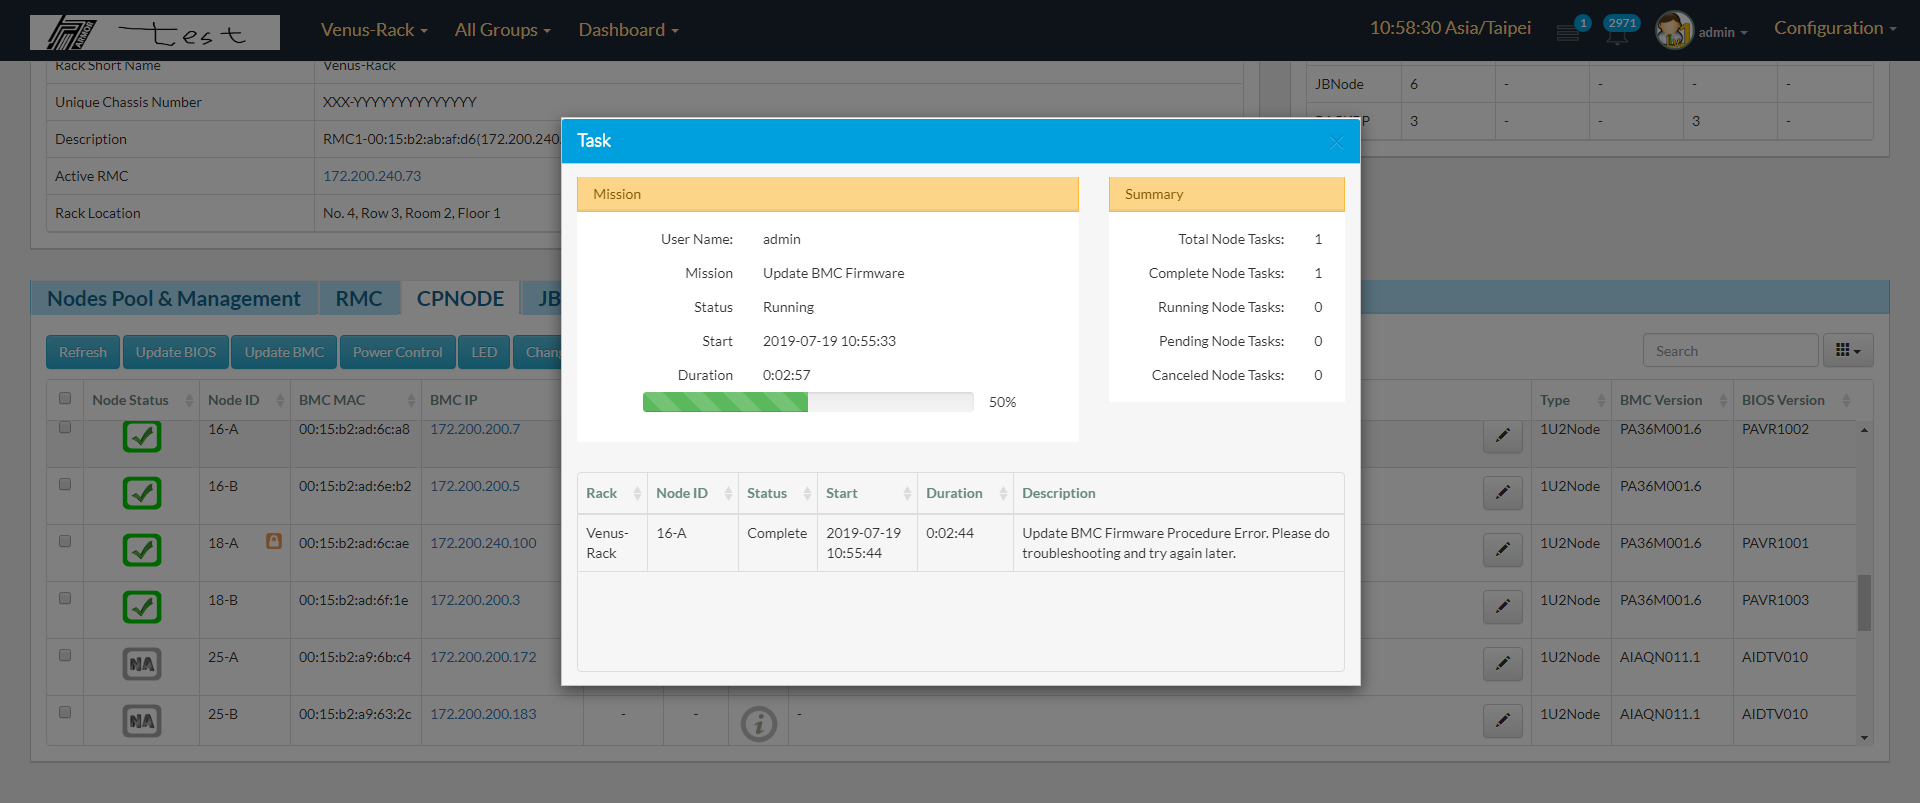 ARMOR test
Venus-Rack All Groups Dashboard 10:58:30 Asia/Taipei 1 2971 admin Configuration
Rack Short Name Venus-Rack
Unique Chassis Number XXX-YYYYYYYYYYYYYY
Description RMC1-00:15:b2:ab:af:d6(172.200.240.
Active RMC 172.200.240.73
Rack Location No. 4, Row 3, Room 2, Floor 1
JBNode 6 - - - -
3 - - 3 -
Task
Mission
User Name: admin
Mission Update BMC Firmware
Status Running
Start 2019-07-19 10:55:33
Duration 0:02:57
50%
Summary
Total Node Tasks: 1
Complete Node Tasks: 1
Running Node Tasks: 0
Pending Node Tasks: 0
Canceled Node Tasks: 0
Rack Node ID Status Start Duration Description
Venus-Rack 16-A Complete 2019-07-19 10:55:44 0:02:44 Update BMC Firmware Procedure Error. Please do
troubleshooting and try again later.
Nodes Pool & Management RMC CPNODE JB
Refresh Update BIOS Update BMC Power Control LED Chang
Search
Node Status Node ID BMC MAC BMC IP Type BMC Version BIOS Version
16-A 00:15:b2:ad:6c:a8 172.200.200.7 1U2Node PA36M001.6 PAVR1002
16-B 00:15:b2:ad:6e:b2 172.200.200.5 1U2Node PA36M001.6
18-A 00:15:b2:ad:6c:ae 172.200.240.100 1U2Node PA36M001.6 PAVR1001
18-B 00:15:b2:ad:6f:1e 172.200.200.3 1U2Node PA36M001.6 PAVR1003
NA 25-A 00:15:b2:a9:6b:c4 172.200.200.172 1U2Node AIAQN011.1 AIDTV010
NA 25-B 00:15:b2:a9:63:2c 172.200.200.183 - - - 1U2Node AIAQN011.1 AIDTV010